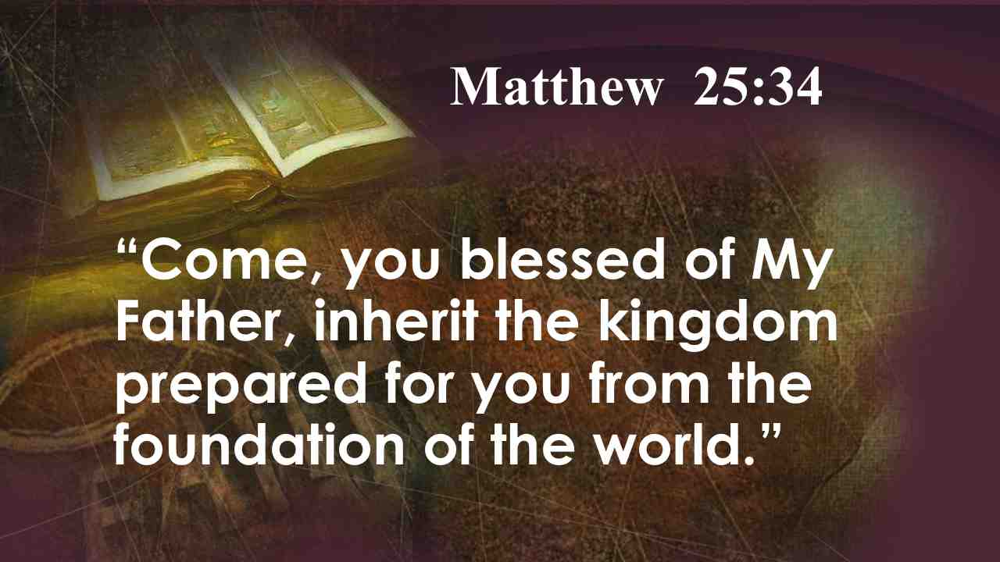 Matthew 25:34
“Come, you blessed of My
Father, inherit the kingdom
prepared for you from the
foundation of the world.”